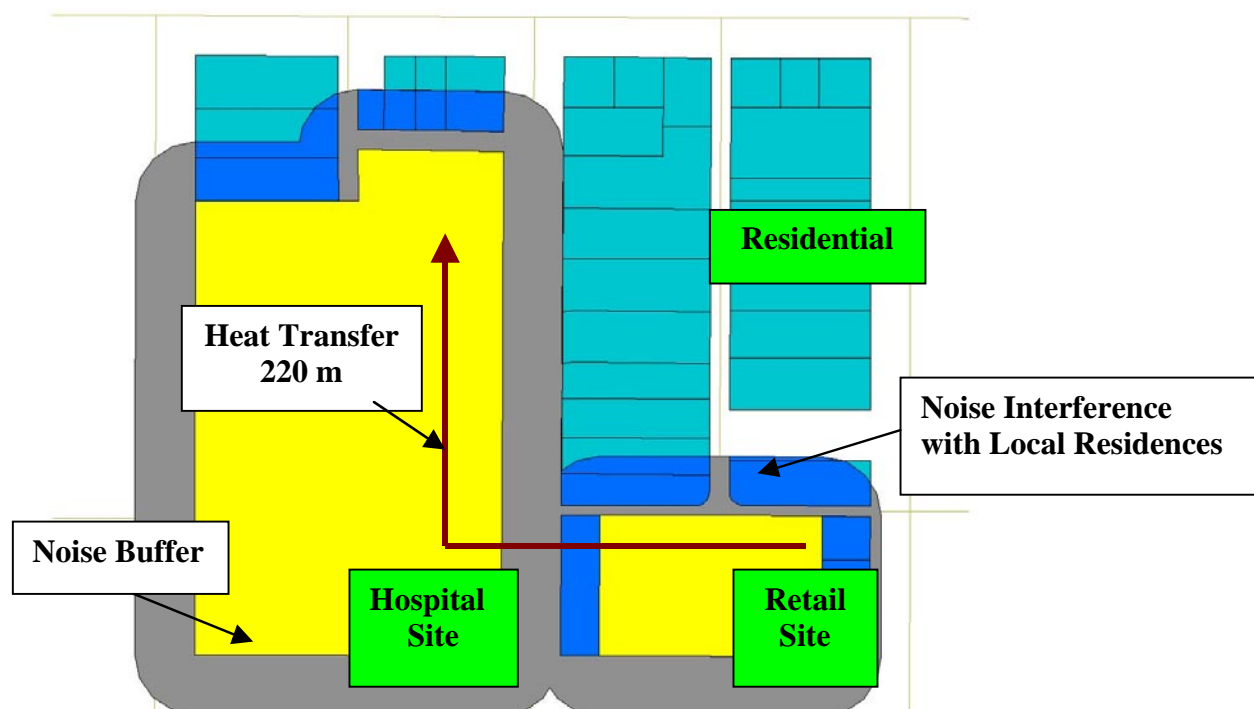 Residential
Heat Transfer
220 m
Noise Interference
with Local Residences
Noise Buffer
Hospital
Site
Retail
Site